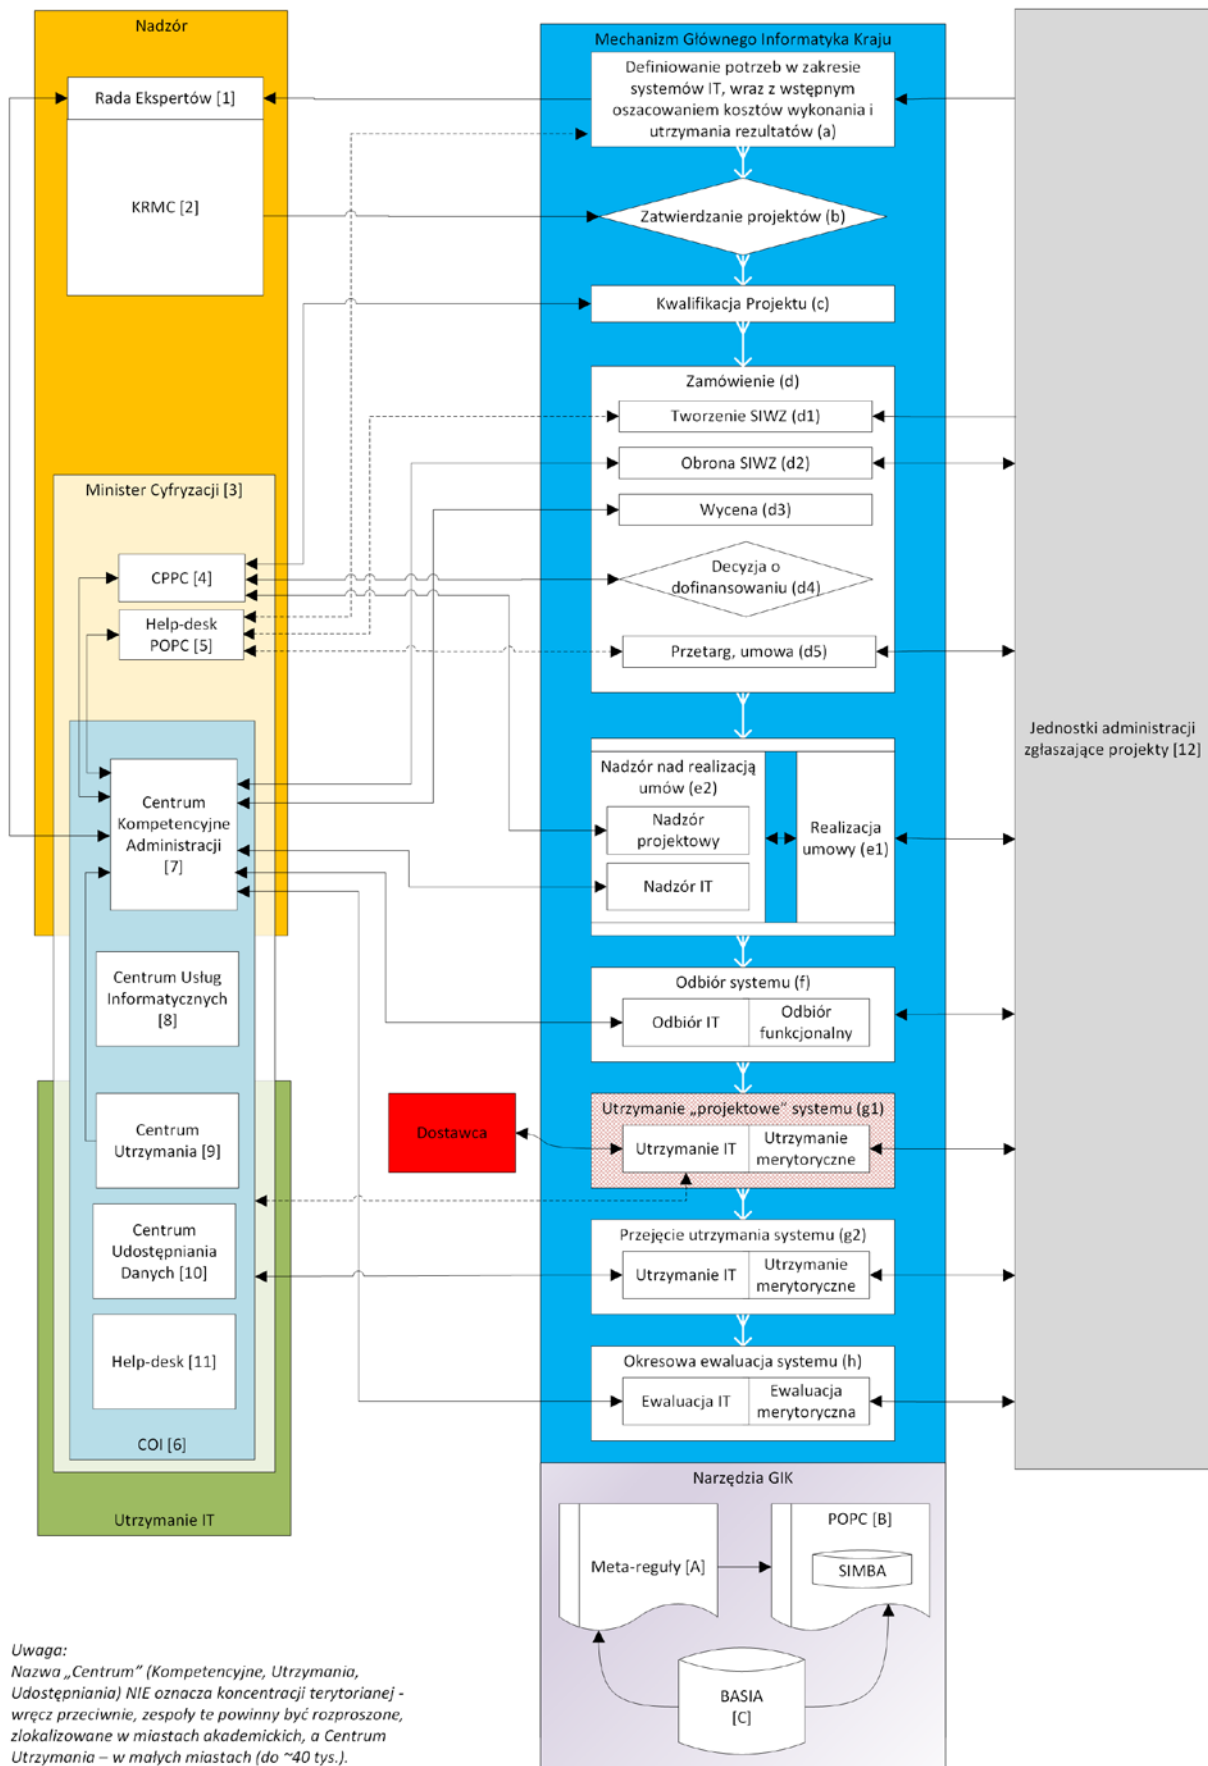 Nadzór
Rada Ekspertów [1]
KRMC [2]
Minister Cyfryzacji [3]
CPPC [4]
Help-desk
POPC [5]
Centrum
Kompetencyjne
Administracji
[7]
Centrum Usług
Informatycznych
[8]
Centrum
Utrzymania [9]
Centrum
Udostępniania
Danych [10]
Help-desk [11]
COI [6]
Utrzymanie IT
Dostawca
Mechanizm Głównego Informatyka Kraju
Definiowanie potrzeb w zakresie
systemów IT, wraz z wstępnym
oszacowaniem kosztów wykonania i
utrzymania rezultatów (a)
Zatwierdzanie projektów (b)
Kwalifikacja Projektu (c)
Zamówienie (d)
Tworzenie SIWZ (d1)
Obrona SIWZ (d2)
Wycena (d3)
Decyzja o
dofinansowaniu (d4)
Przetarg, umowa (d5)
Nadzór nad realizacją
umów (e2)
Nadzór
projektowy
Nadzór IT
Realizacja
umowy (e1)
Odbiór systemu (f)
Odbiór IT
Odbiór
funkcjonalny
Utrzymanie „projektowe” systemu (g1)
Utrzymanie IT
Utrzymanie
merytoryczne
Przejęcie utrzymania systemu (g2)
Utrzymanie IT
Utrzymanie
merytoryczne
Okresowa ewaluacja systemu (h)
Ewaluacja IT
Ewaluacja
merytoryczna
Narzędzia GIK
Meta-reguły [A]
POPC [B]
SIMBA
BASIA
[C]
Jednostki administracji
zgłaszające projekty [12]
Uwaga:
Nazwa „Centrum” (Kompetencyjne, Utrzymania,
Udostępniania) NIE oznacza koncentracji terytorianej -
wręcz przeciwnie, zespoły te powinny być rozproszone,
zlokalizowane w miastach akademickich, a Centrum
Utrzymania – w małych miastach (do ~40 tys.).